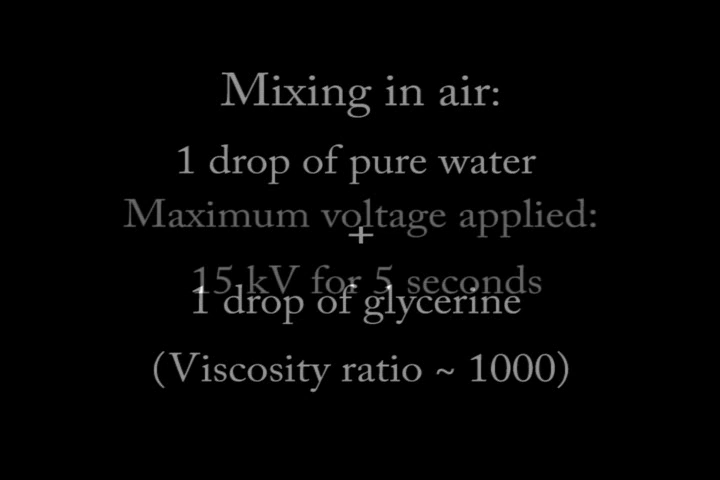 Mixing in air:
1 drop of pure water
Maximum voltage applied:
+
15 kV for 5 seconds
1 drop of glycerine
(Viscosity ratio ~ 1000)